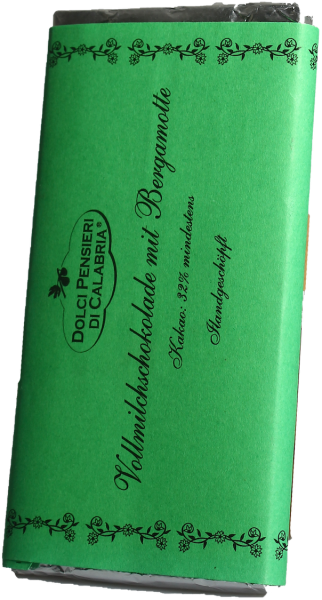 DOLCI PENSIERI
DI CALABRIA®
Vollmilchschokolade mit Bergamotte
Kakao: 32% mindestens
Handgeschöpft